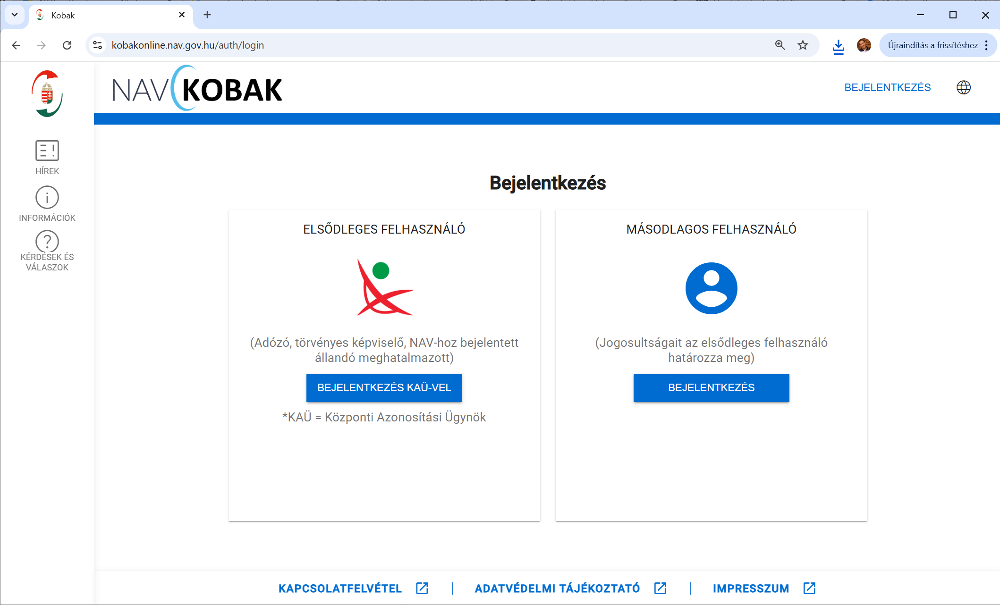 Kobak
kobakonline.nav.gov.hu/auth/login
Újraindítás a frissítéshez
NAV KOBAK
BEJELENTKEZÉS
HÍREK
INFORMÁCIÓK
KÉRDÉSEK ÉS
VÁLASZOK
Bejelentkezés
ELSŐDLEGES FELHASZNÁLÓ
(Adózó, törvényes képviselő, NAV-hoz bejelentett
állandó meghatalmazott)
BEJELENTKEZÉS KAÜ-VEL
*KAÜ = Központi Azonosítási Ügynök
MÁSODLAGOS FELHASZNÁLÓ
(Jogosultságait az elsődleges felhasználó
határozza meg)
BEJELENTKEZÉS
KAPCSOLATFELVÉTEL | ADATVÉDELMI TÁJÉKOZTATÓ | IMPRESSZUM